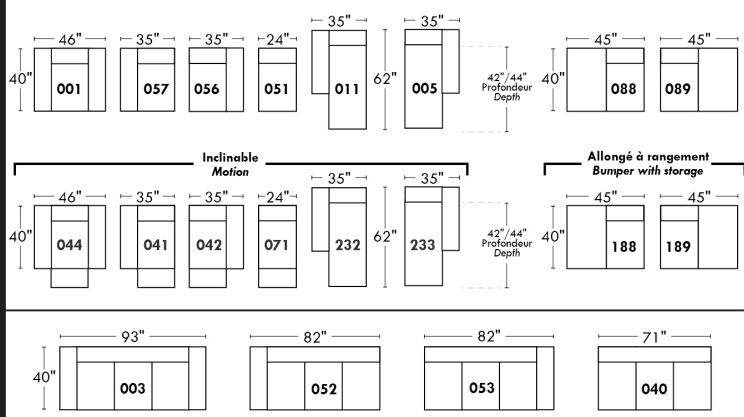 46" 35" 35" 24" 35" 35" 45" 45"
40" 001 057 056 051 011 62" 005 42"/44" 40" 088 089
Profondeur
Depth
Inclinable
Motion
Allongé à rangement
Bumper with storage
46" 35" 35" 24" 35" 35" 45" 45"
40" 044 041 042 071 232 62" 233 42"/44" 40" 188 189
Profondeur
Depth
93" 82" 82" 71"
40" 003 052 053 040